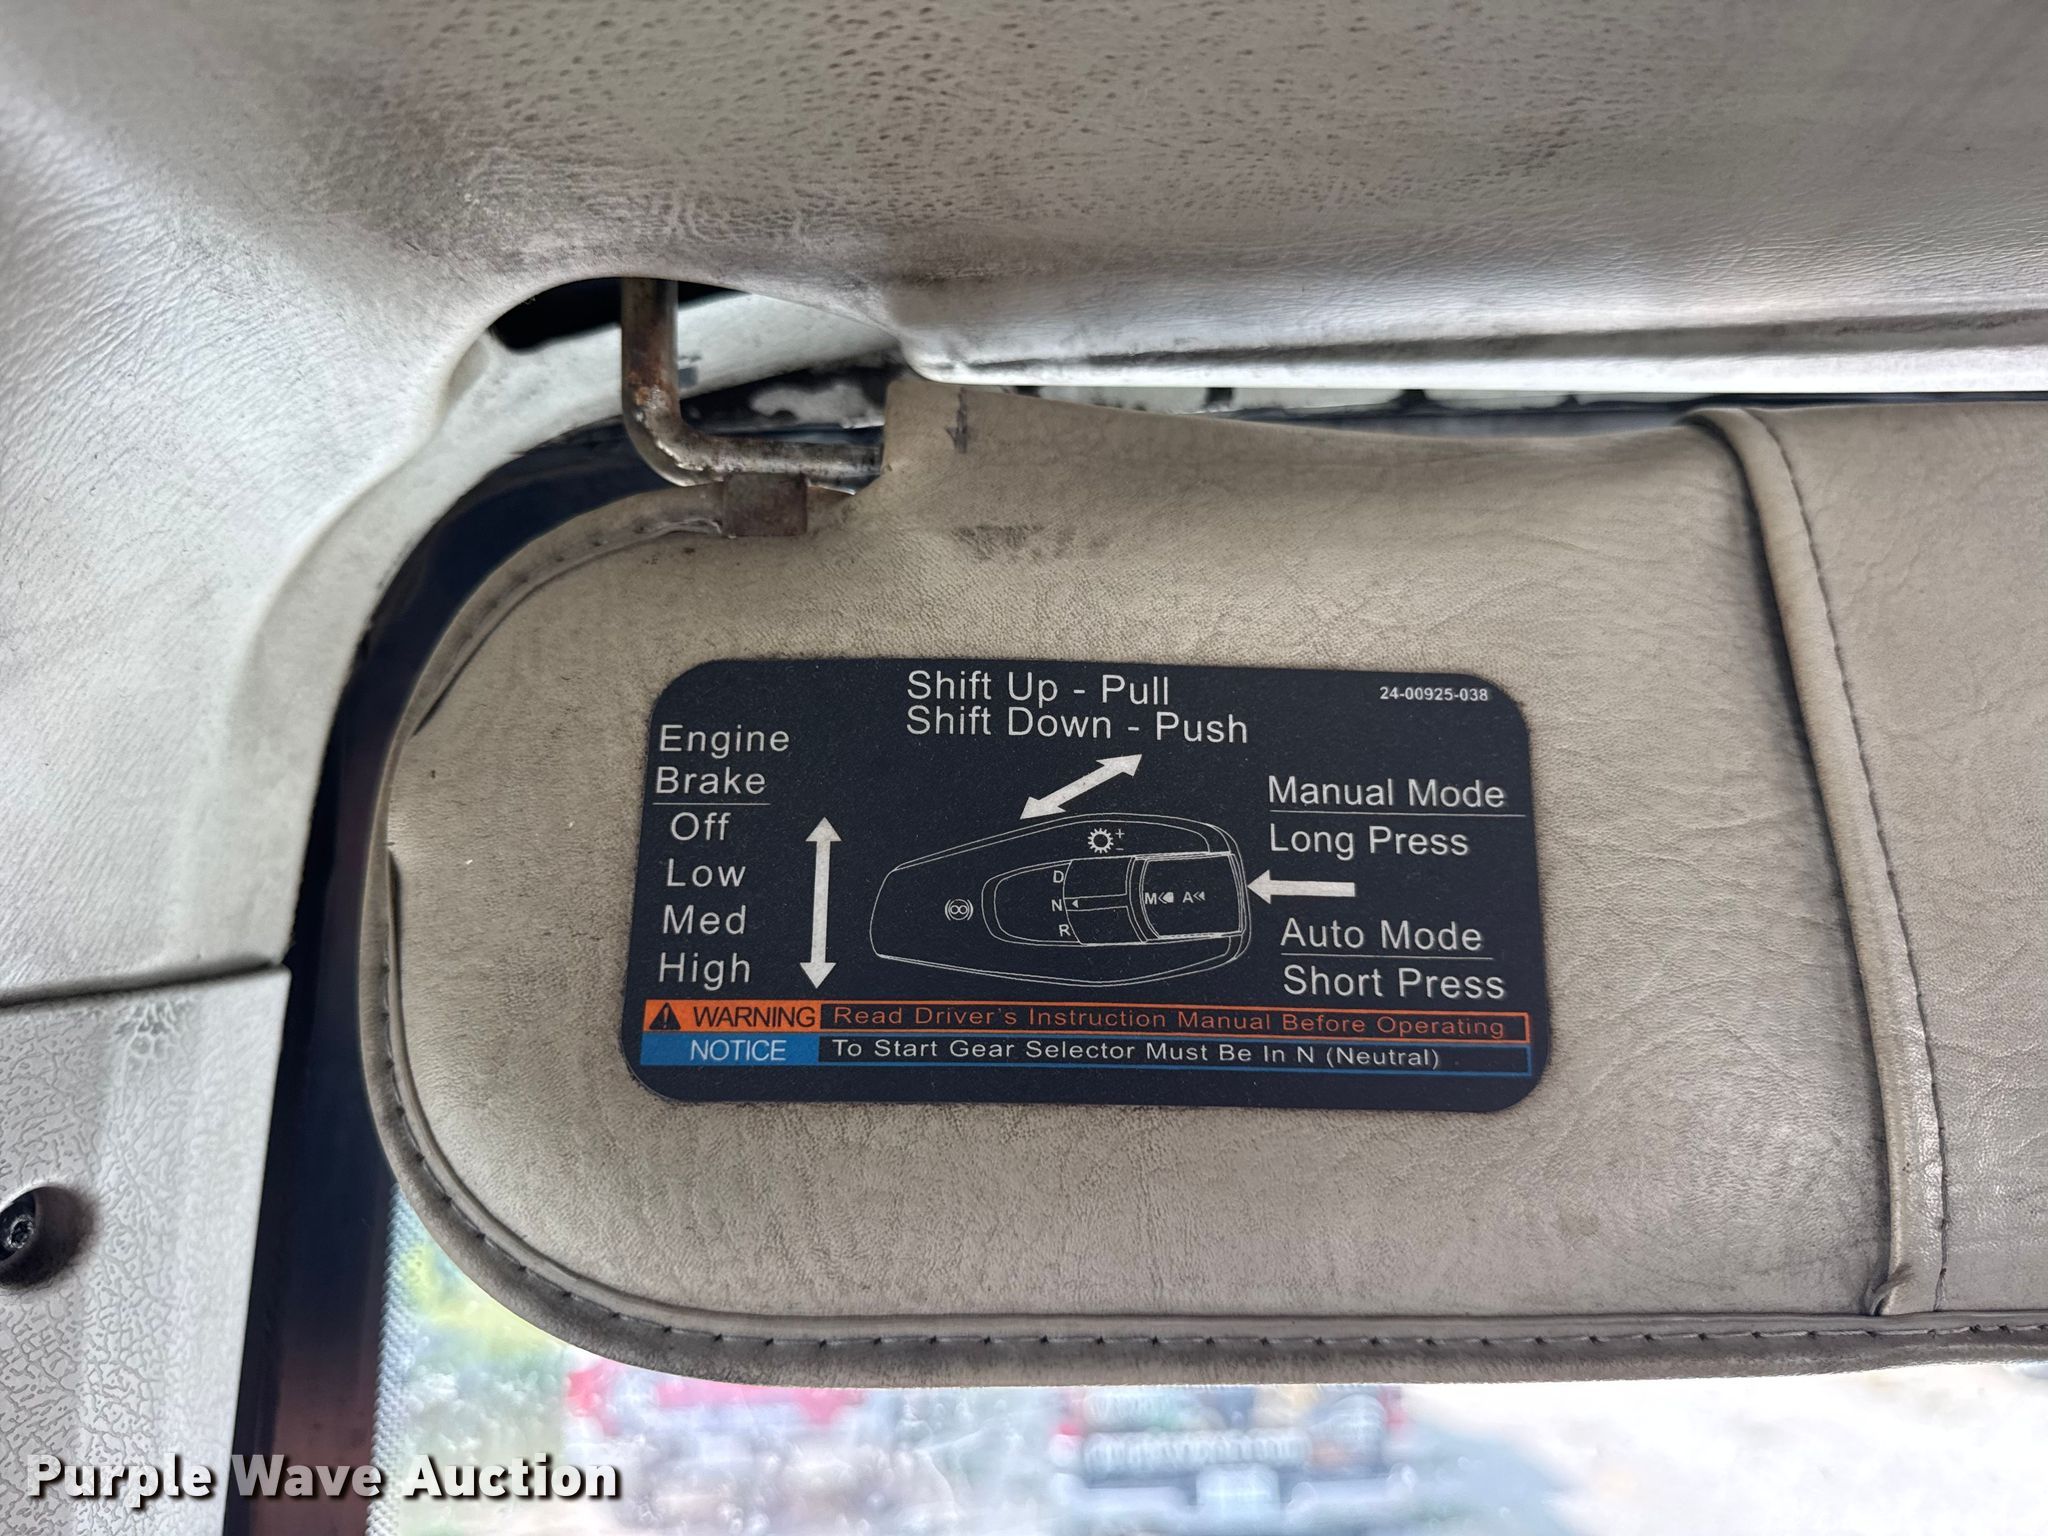 Shift Up - Pull
Shift Down - Push
24-00925-038
Engine
Brake
Off
Low
Med
High
Manual Mode
Long Press
Auto Mode
Short Press
+
-
D
N
R
M
A
WARNING Read Driver's Instruction Manual Before Operating
NOTICE To Start Gear Selector Must Be In N (Neutral)
Purple Wave Auction